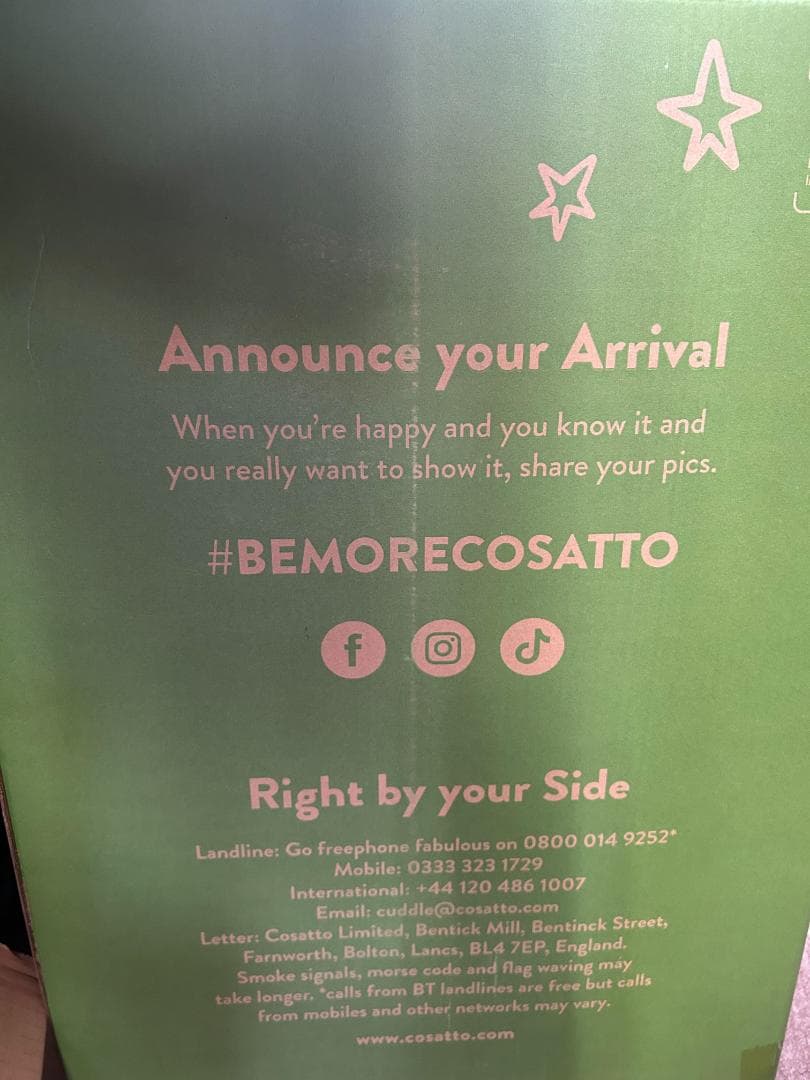 Announce your Arrival
When you're happy and you know it and
you really want to show it, share your pics.
#BEMORECOSATTO
Right by your Side
Landline: Go freephone fabulous on 0800 014 9252*
Mobile: 0333 323 1729
International: +44 120 486 1007
Email: cuddle@cosatto.com
Letter: Cosatto Limited, Bentick Mill, Bentinck Street,
Farnworth, Bolton, Lancs, BL4 7EP, England.
Smoke signals, morse code and flag waving may
take longer. *calls from BT landlines are free but calls
from mobiles and other networks may vary.
www.cosatto.com